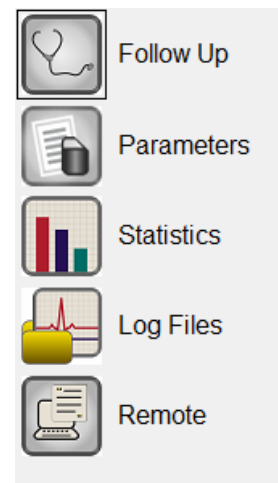 Follow Up
Parameters
Statistics
Log Files
Remote